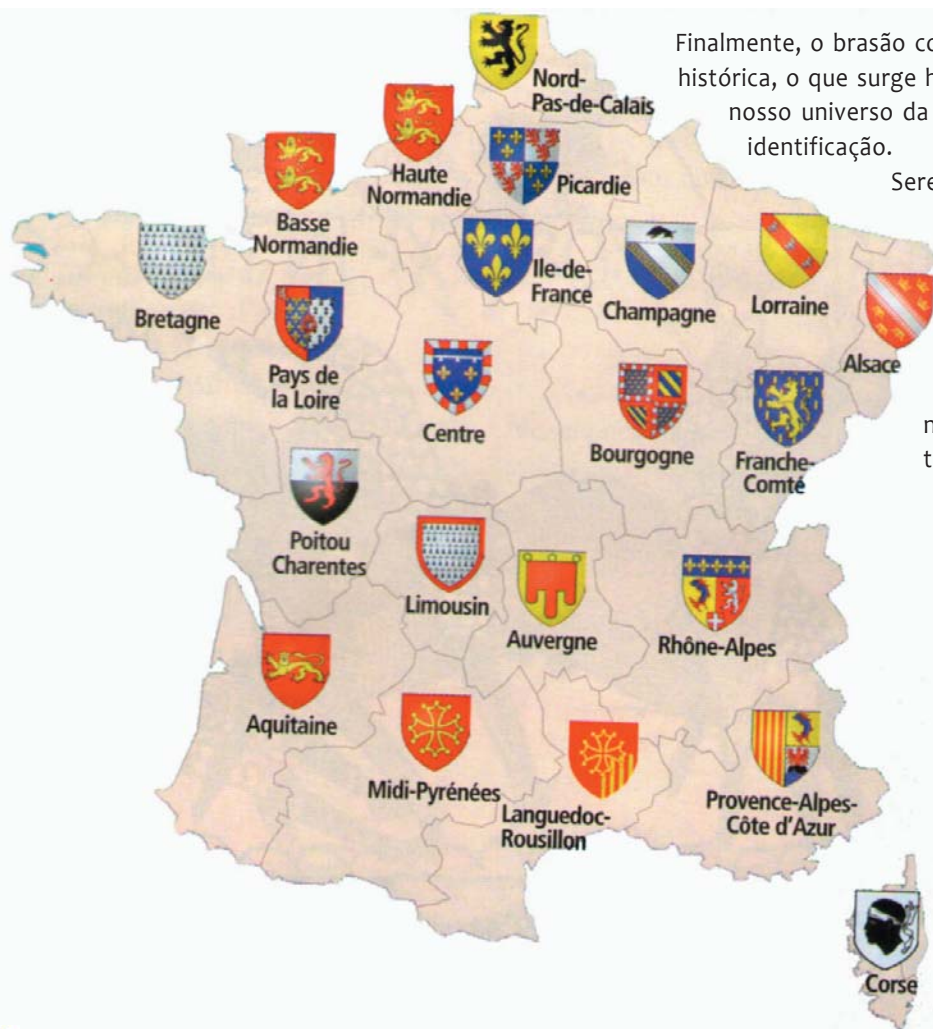 Finalmente, o brasão co
histórica, o que surge h
nosso universo da
identificação.
Sere
n
t
Nord-
Pas-de-Calais
Haute
Normandie
Picardie
Basse
Normandie
Ile-de-
France
Champagne
Lorraine
Bretagne
Alsace
Pays de
la Loire
Centre
Bourgogne
Franche-
Comté
Poitou
Charentes
Limousin
Auvergne
Rhône-Alpes
Aquitaine
Midi-Pyrénées
Languedoc-
Rousillon
Provence-Alpes-
Côte d'Azur
Corse